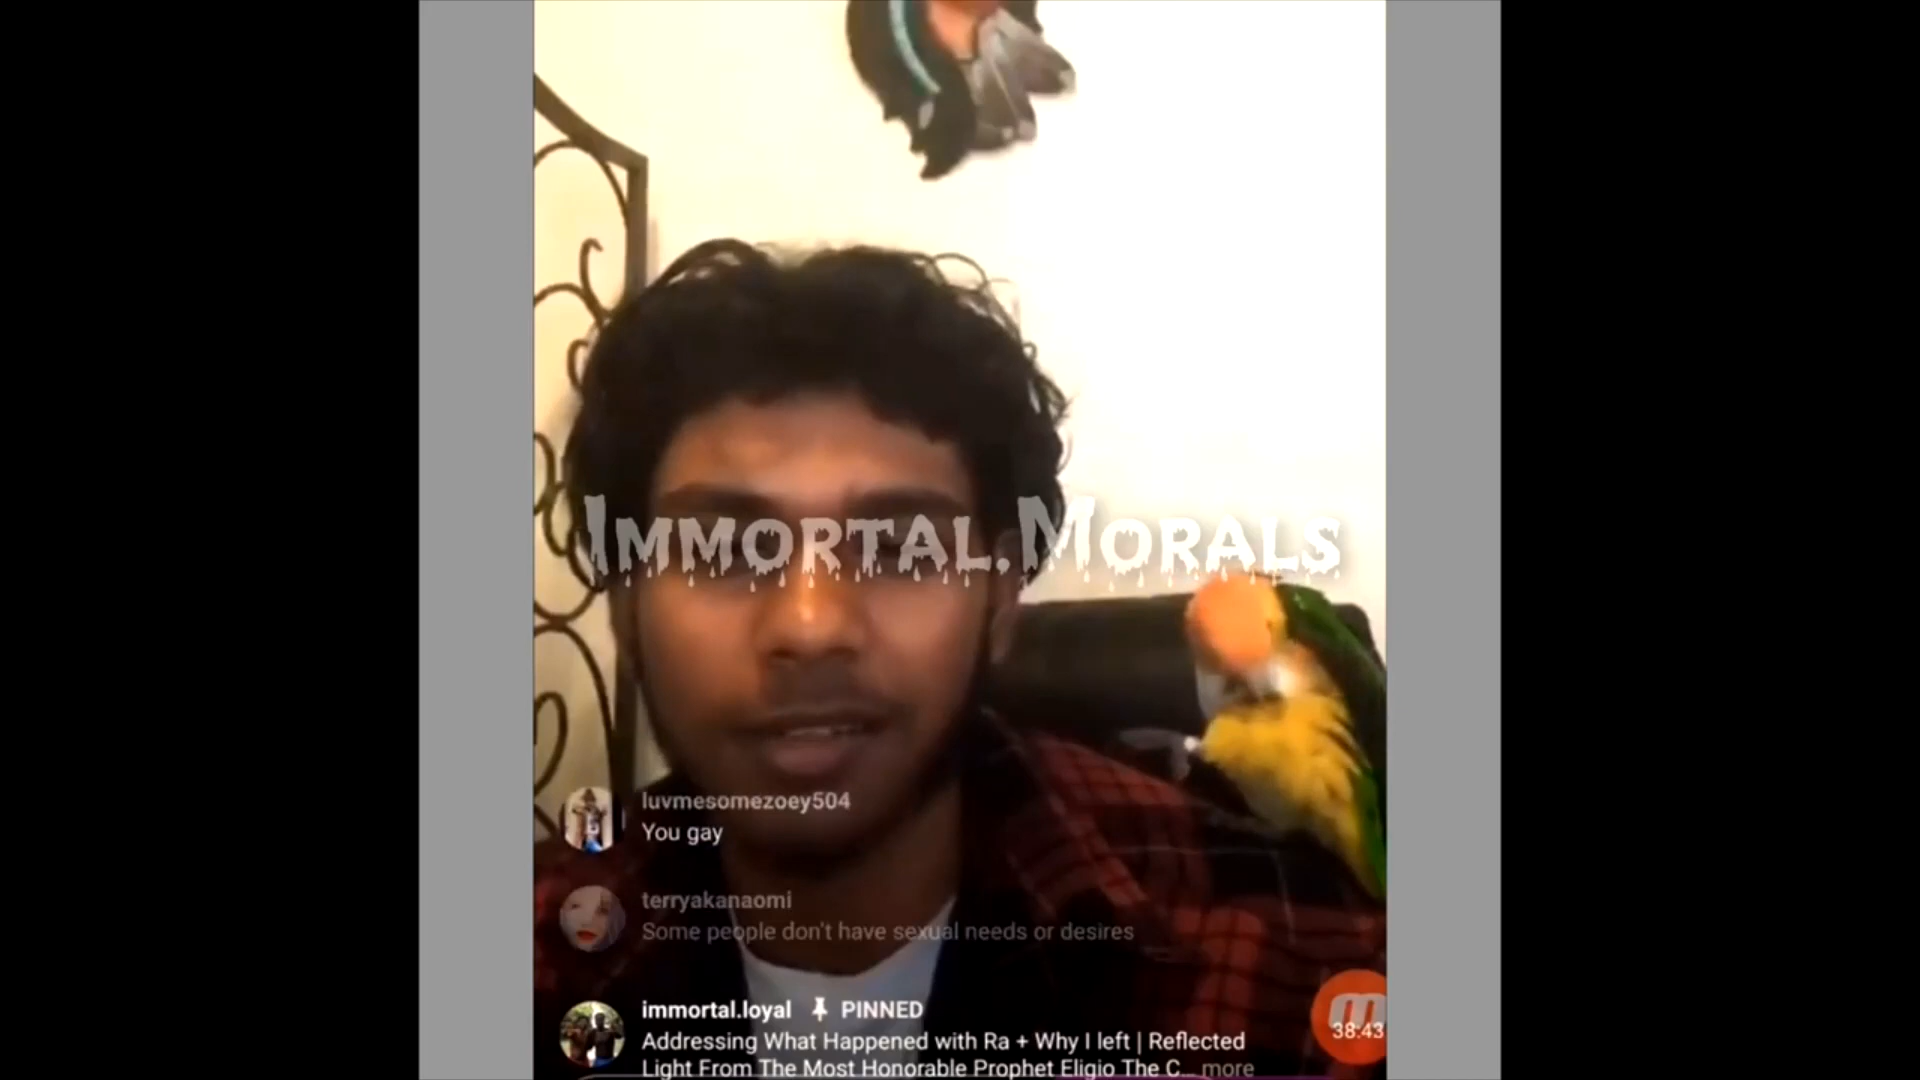 Immortal.Morals
luvmesomezoey504
You gay
terryakanaomi
Some people don't have sexual needs or desires
immortal.loyal PINNED
Addressing What Happened with Ra + Why I left | Reflected
Light From The Most Honorable Prophet Eligio The C... more
38:43